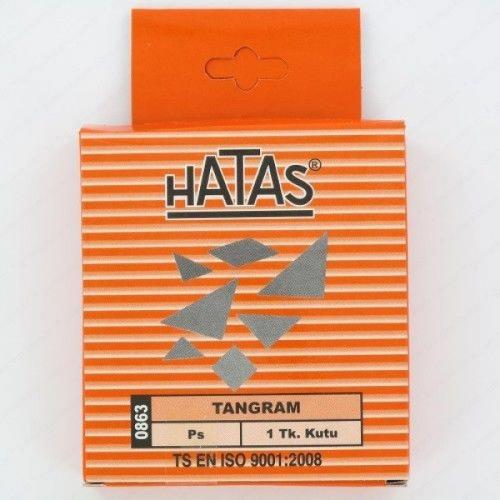 HATAS®
0863
TANGRAM
Ps 1 Tk. Kutu
TS EN ISO 9001:2008